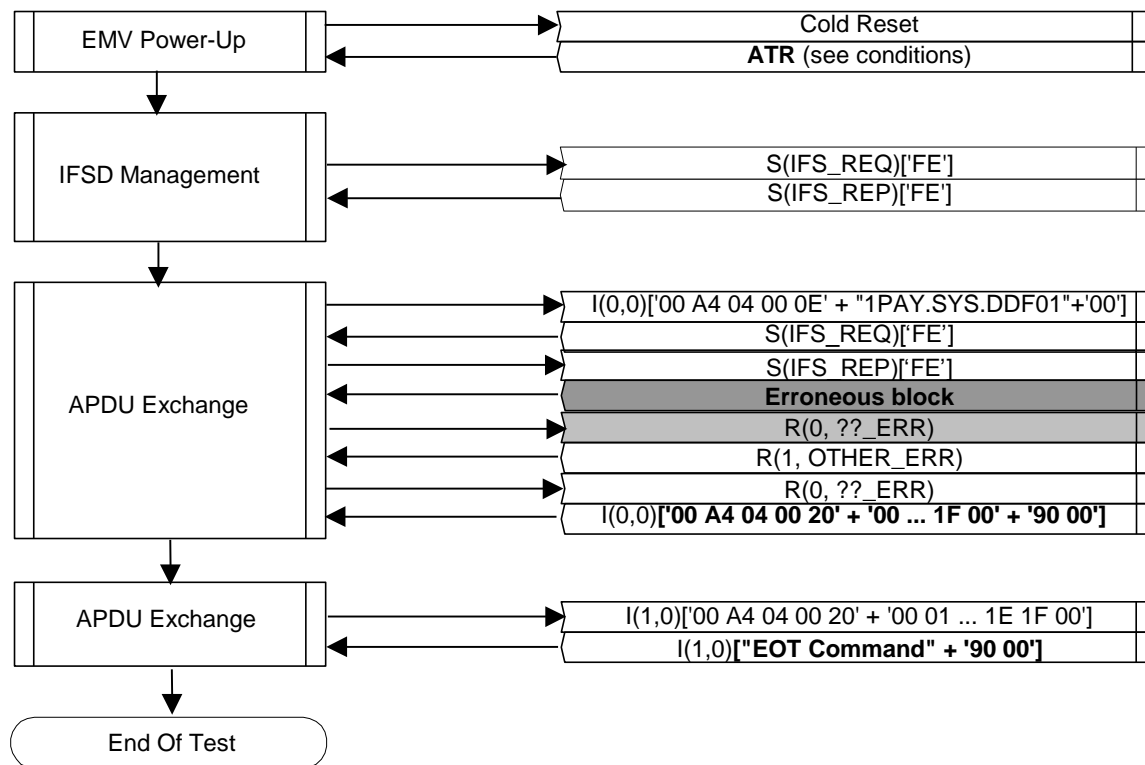 EMV Power-Up
Cold Reset
ATR (see conditions)
IFSD Management
S(IFS_REQ)['FE']
S(IFS_REP)['FE']
APDU Exchange
I(0,0)['00 A4 04 00 0E' + "1PAY.SYS.DDF01"+'00']
S(IFS_REQ)[‘FE’]
S(IFS_REP)[‘FE’]
Erroneous block
R(0, ??_ERR)
R(1, OTHER_ERR)
R(0, ??_ERR)
I(0,0)['00 A4 04 00 20' + '00 ... 1F 00' + '90 00']
APDU Exchange
I(1,0)['00 A4 04 00 20' + '00 01 ... 1E 1F 00']
I(1,0)["EOT Command" + '90 00']
End Of Test